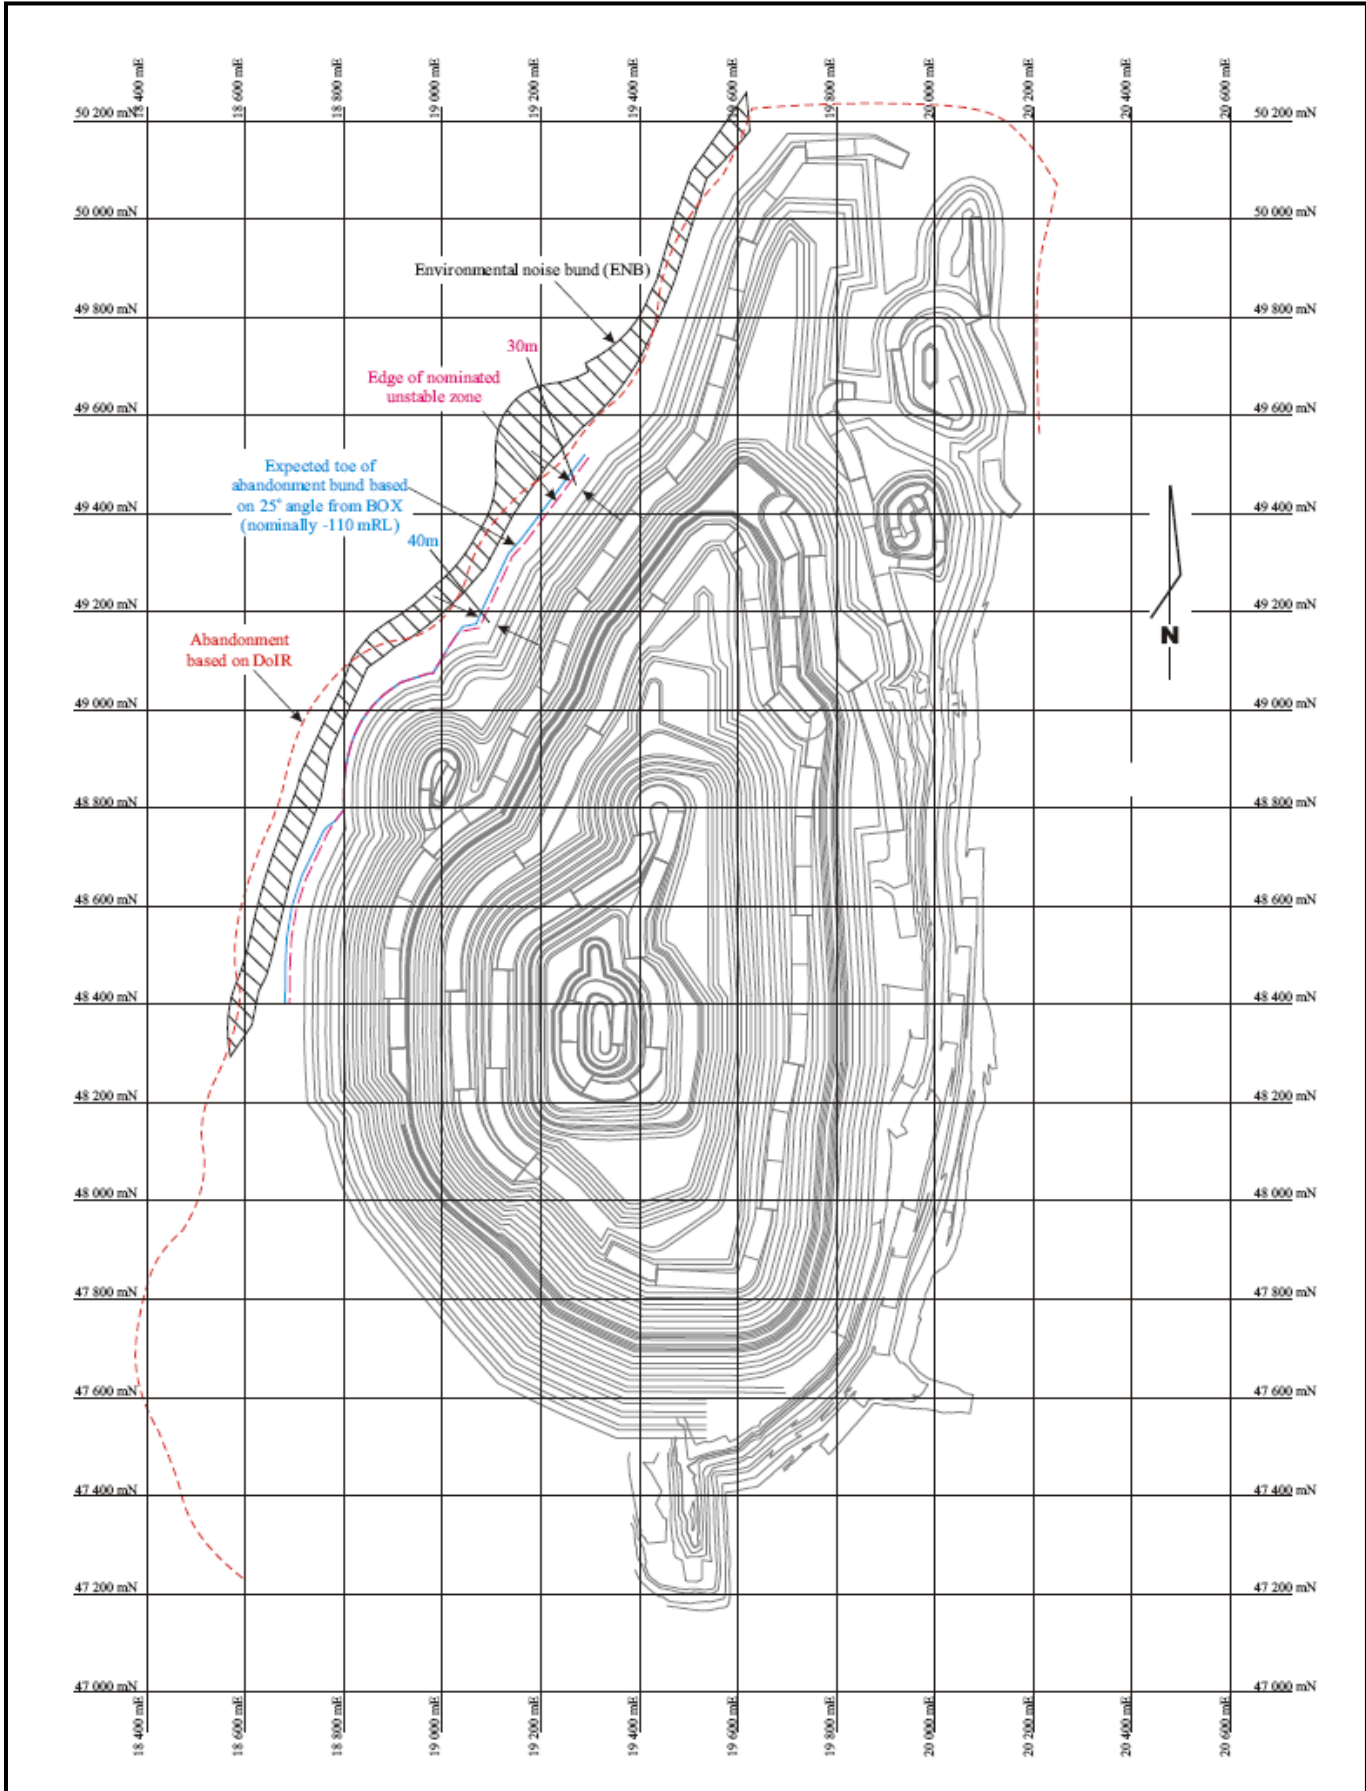 18 400 mE
18 600 mE
18 800 mE
19 000 mE
19 200 mE
19 400 mE
19 600 mE
19 800 mE
20 000 mE
20 200 mE
20 400 mE
20 600 mE
50 200 mN
50 200 mN
50 000 mN
50 000 mN
Environmental noise bund (ENB)
49 800 mN
49 800 mN
30m
Edge of nominated
unstable zone
49 600 mN
49 600 mN
Expected toe of
abandonment bund based
on 25° angle from BOX
(nominally -110 mRL)
49 400 mN
49 400 mN
40m
49 200 mN
49 200 mN
N
Abandonment
based on DoIR
49 000 mN
49 000 mN
48 800 mN
48 800 mN
48 600 mN
48 600 mN
48 400 mN
48 400 mN
48 200 mN
48 200 mN
48 000 mN
48 000 mN
47 800 mN
47 800 mN
47 600 mN
47 600 mN
47 400 mN
47 400 mN
47 200 mN
47 200 mN
47 000 mN
47 000 mN
18 400 mE
18 600 mE
18 800 mE
19 000 mE
19 200 mE
19 400 mE
19 600 mE
19 800 mE
20 000 mE
20 200 mE
20 400 mE
20 600 mE